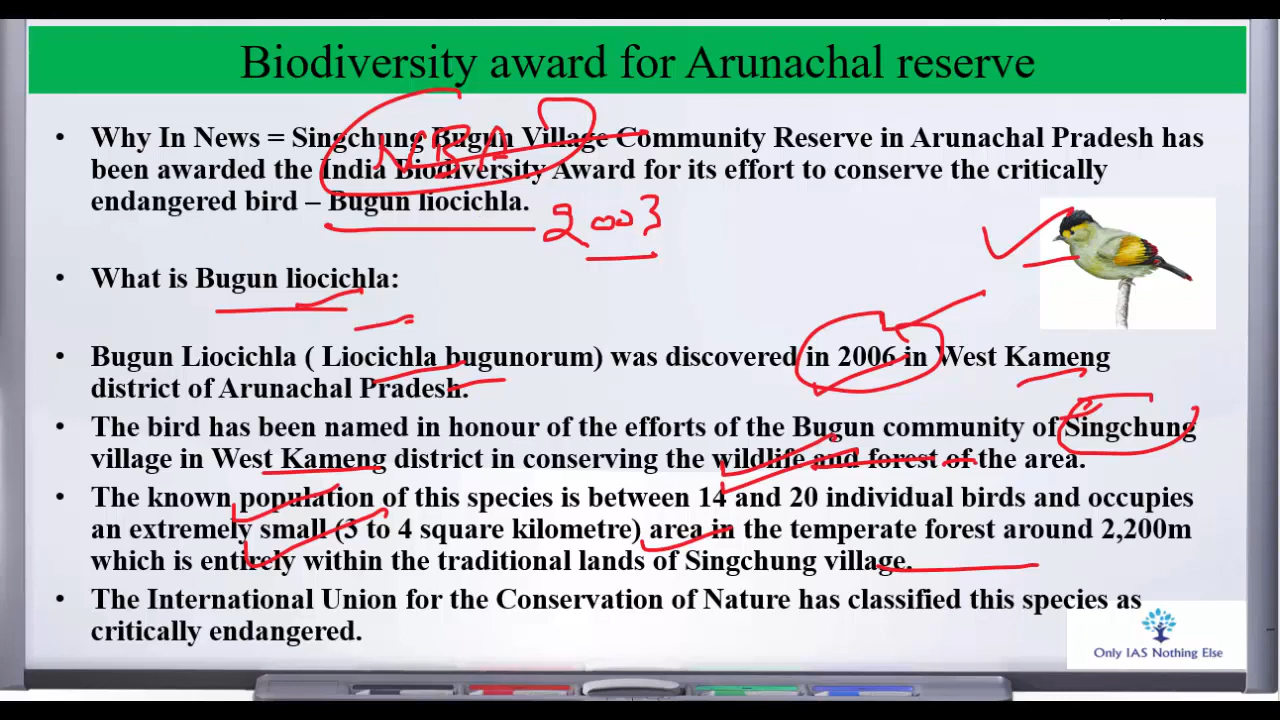 Biodiversity award for Arunachal reserve
• Why In News = Singchung Bugun Village Community Reserve in Arunachal Pradesh has
been awarded the India Biodiversity Award for its effort to conserve the critically
endangered bird – Bugun liocichla.
NBA
2003
• What is Bugun liocichla:
• Bugun Liocichla ( Liocichla bugunorum) was discovered in 2006 in West Kameng
district of Arunachal Pradesh.
• The bird has been named in honour of the efforts of the Bugun community of Singchung
village in West Kameng district in conserving the wildlife and forest of the area.
• The known population of this species is between 14 and 20 individual birds and occupies
an extremely small (3 to 4 square kilometre) area in the temperate forest around 2,200m
which is entirely within the traditional lands of Singchung village.
• The International Union for the Conservation of Nature has classified this species as
critically endangered.
Only IAS Nothing Else